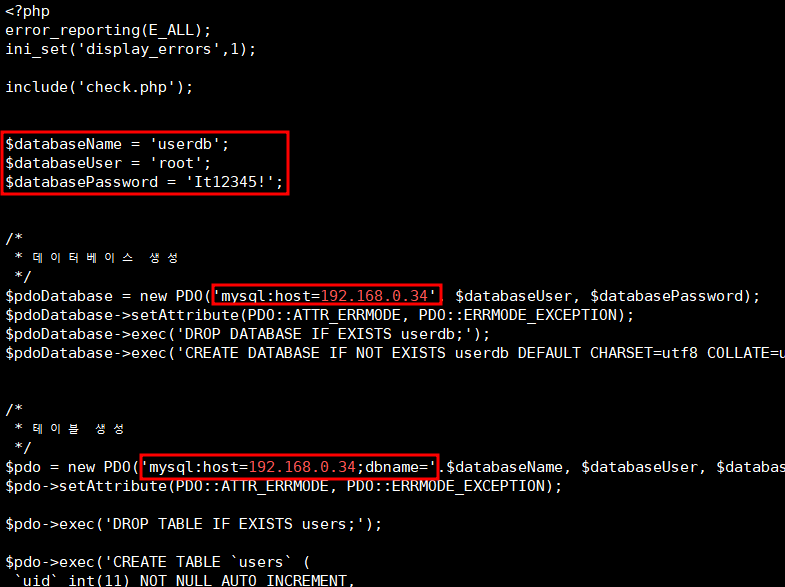 <?php
error_reporting(E_ALL);
ini_set('display_errors',1);
include('check.php');
$databaseName = 'userdb';
$databaseUser = 'root';
$databasePassword = 'It12345!';
/*
 * 데이터베이스 생성
 */
$pdoDatabase = new PDO('mysql:host=192.168.0.34', $databaseUser, $databasePassword);
$pdoDatabase->setAttribute(PDO::ATTR_ERRMODE, PDO::ERRMODE_EXCEPTION);
$pdoDatabase->exec('DROP DATABASE IF EXISTS userdb;');
$pdoDatabase->exec('CREATE DATABASE IF NOT EXISTS userdb DEFAULT CHARSET=utf8 COLLATE=u
/*
 * 테이블 생성
 */
$pdo = new PDO('mysql:host=192.168.0.34;dbname='.$databaseName, $databaseUser, $databas
$pdo->setAttribute(PDO::ATTR_ERRMODE, PDO::ERRMODE_EXCEPTION);
$pdo->exec('DROP TABLE IF EXISTS users;');
$pdo->exec('CREATE TABLE `users` (
 `uid` int(11) NOT NULL AUTO_INCREMENT,